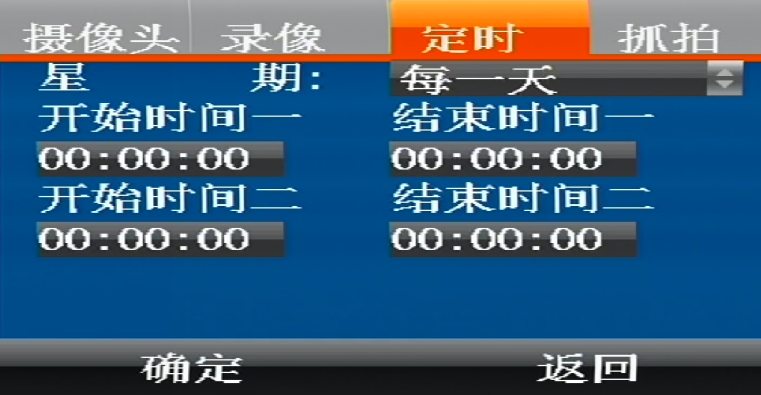 摄像头 录像 定时 抓拍
星 期: 每一天
开始时间一 结束时间一
00:00:00 00:00:00
开始时间二 结束时间二
00:00:00 00:00:00
确定 返回